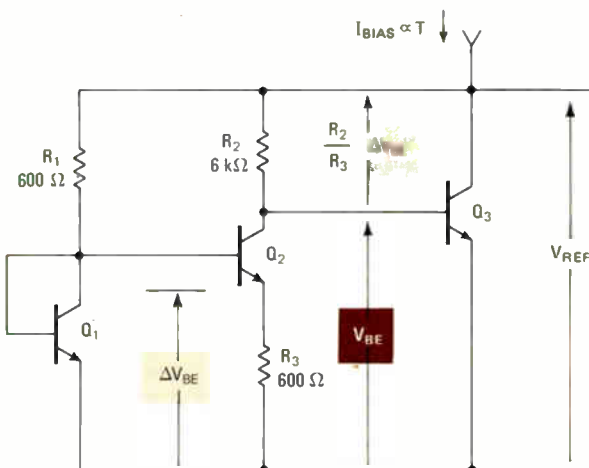 I_BIAS ∝ T
R₁
600 Ω
R₂
6 kΩ
R₂
R₃
Q₃
V_REF
Q₂
Q₁
ΔV_BE
V_BE
R₃
600 Ω